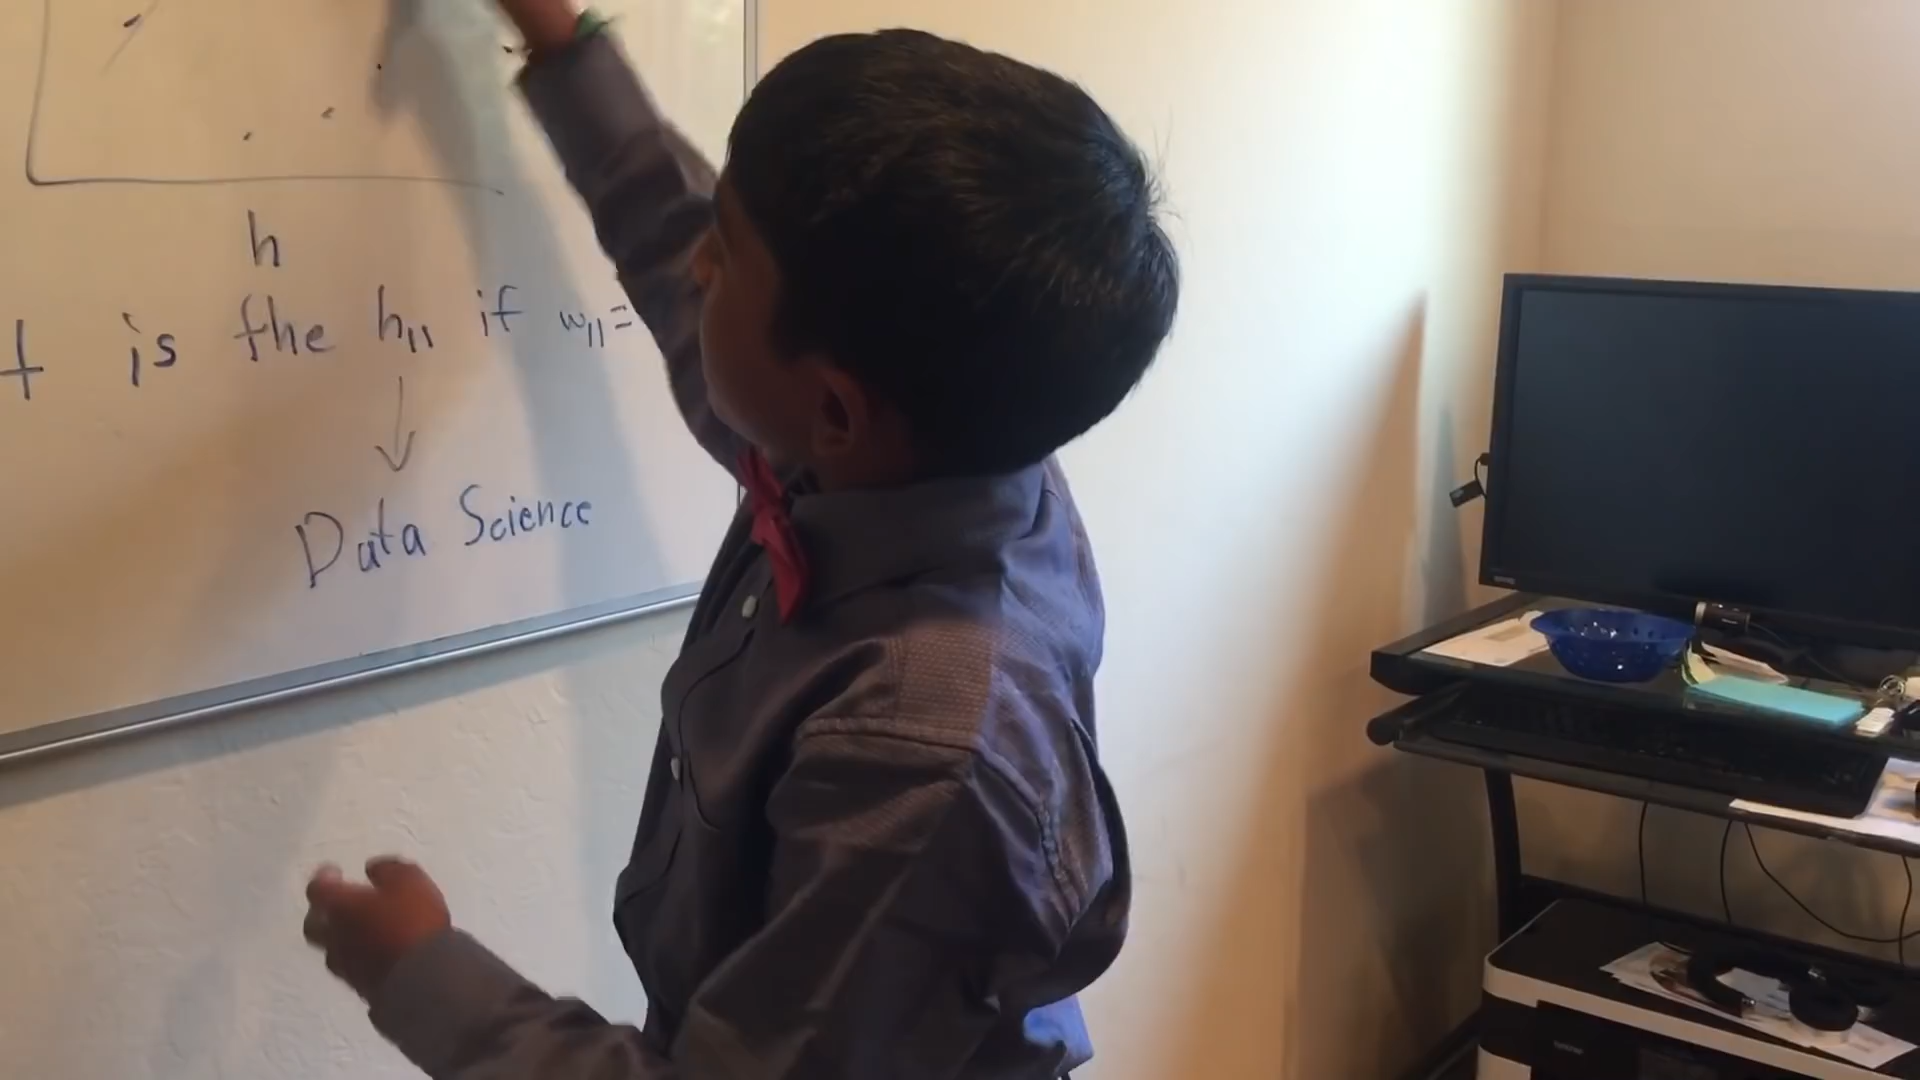 h
is the h11 if w11=
Data Science